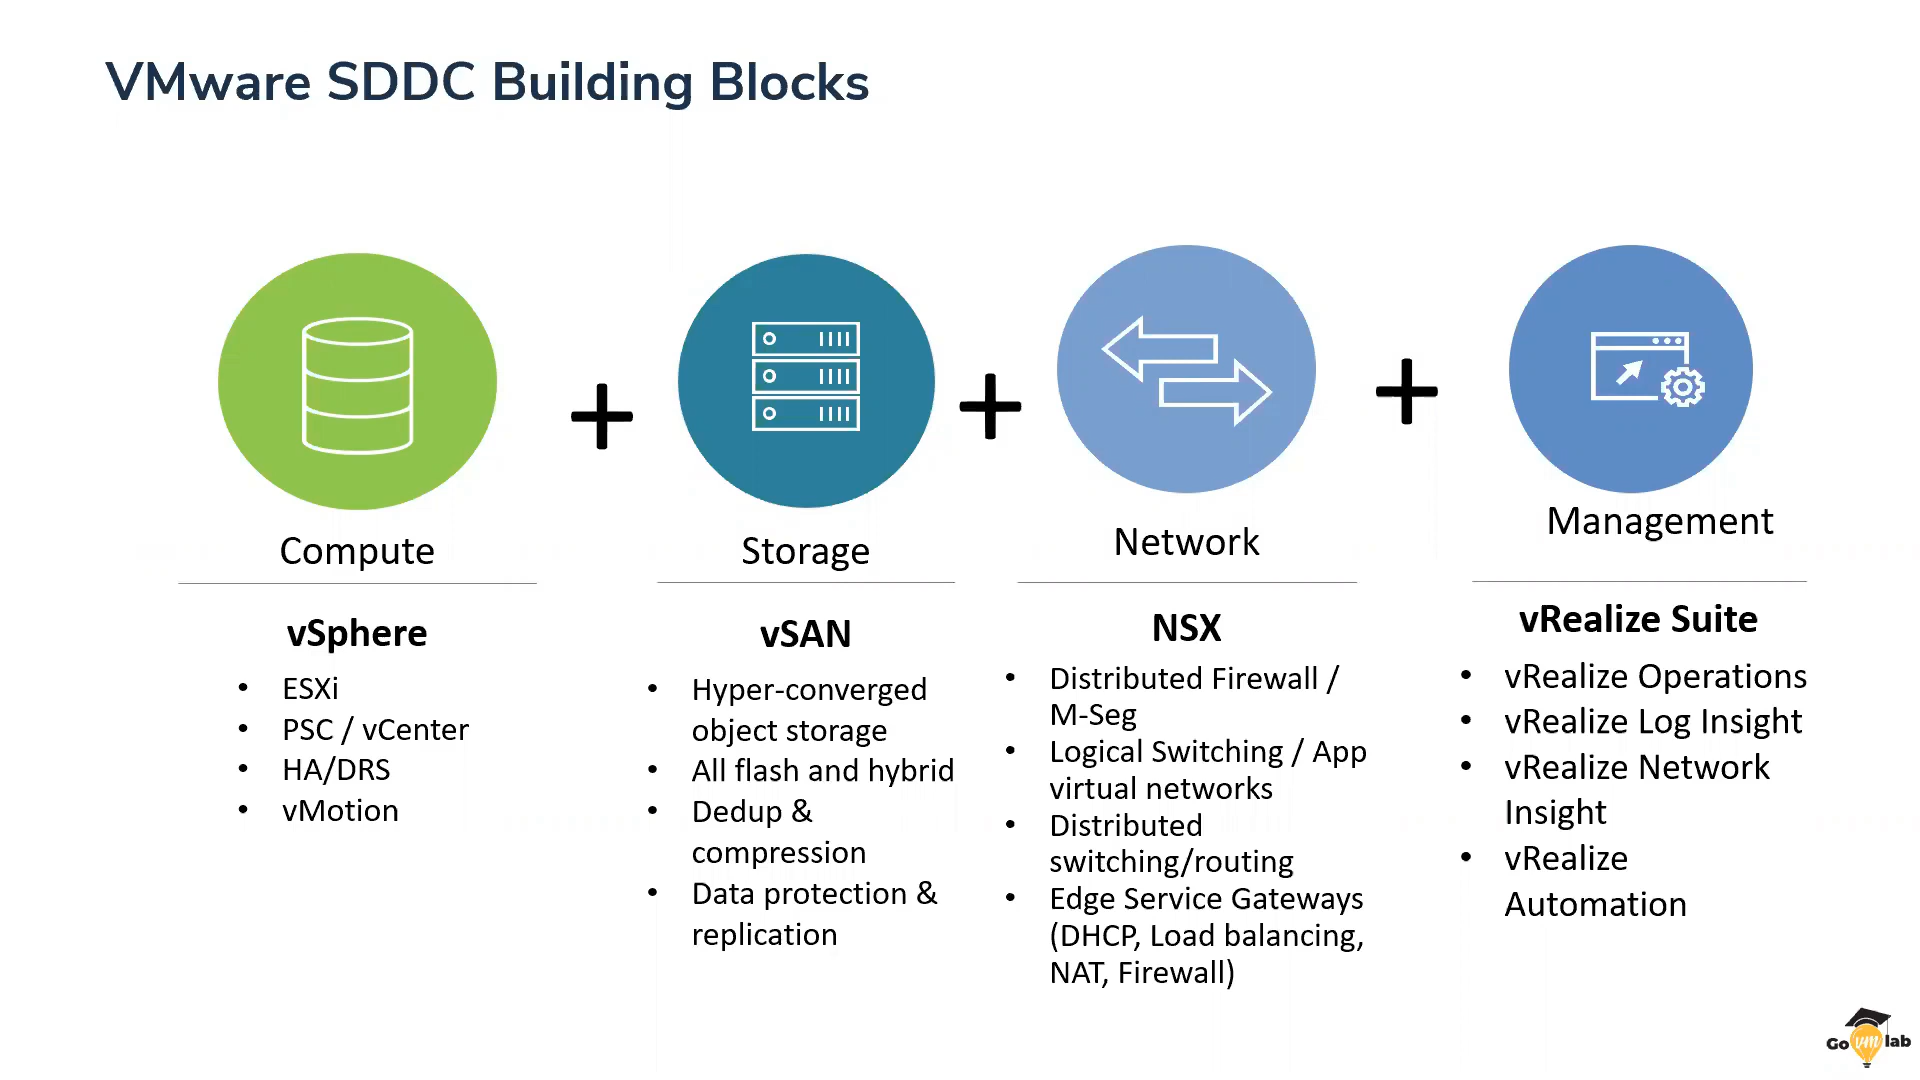 VMware SDDC Building Blocks
Compute
vSphere
• ESXi
• PSC / vCenter
• HA/DRS
• vMotion
Storage
vSAN
• Hyper-converged
object storage
• All flash and hybrid
• Dedup &
compression
• Data protection &
replication
Network
NSX
• Distributed Firewall /
M-Seg
• Logical Switching / App
virtual networks
• Distributed
switching/routing
• Edge Service Gateways
(DHCP, Load balancing,
NAT, Firewall)
Management
vRealize Suite
• vRealize Operations
• vRealize Log Insight
• vRealize Network
Insight
• vRealize
Automation
Go vm lab